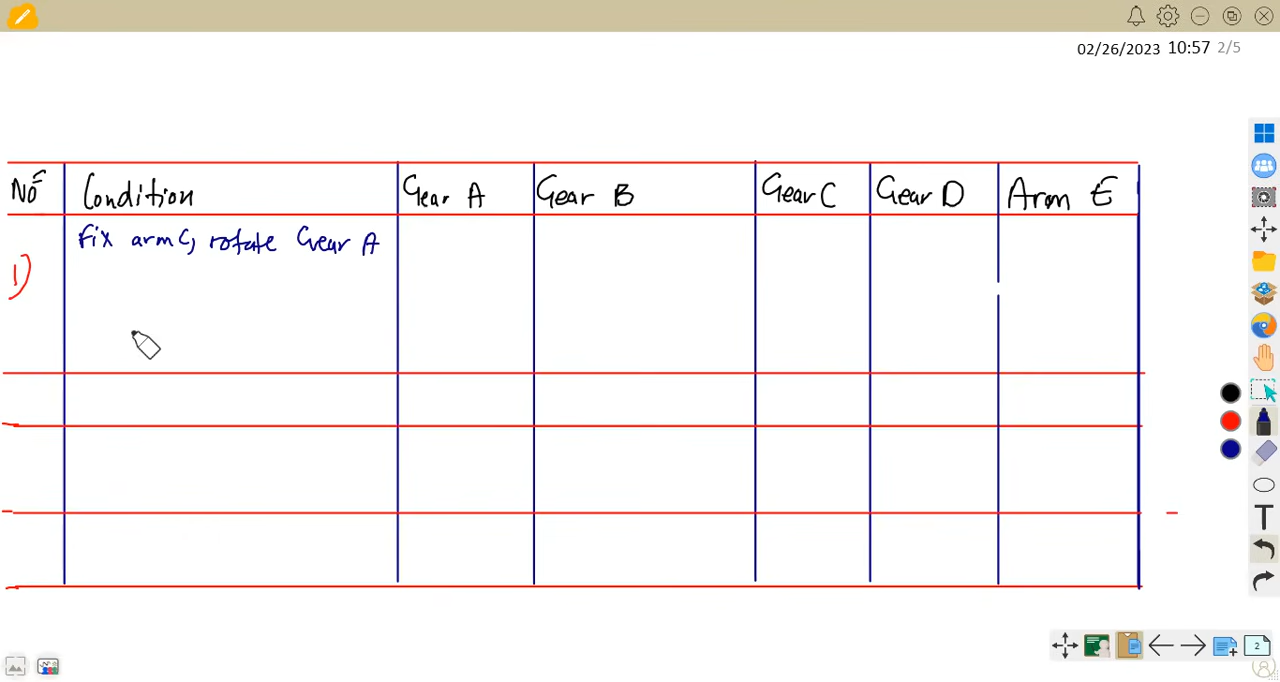 02/26/2023 10:57 2/5
No Condition Gear A Gear B Gear C Gear D Arm E
1) Fix arm C, rotate Gear A
T
2